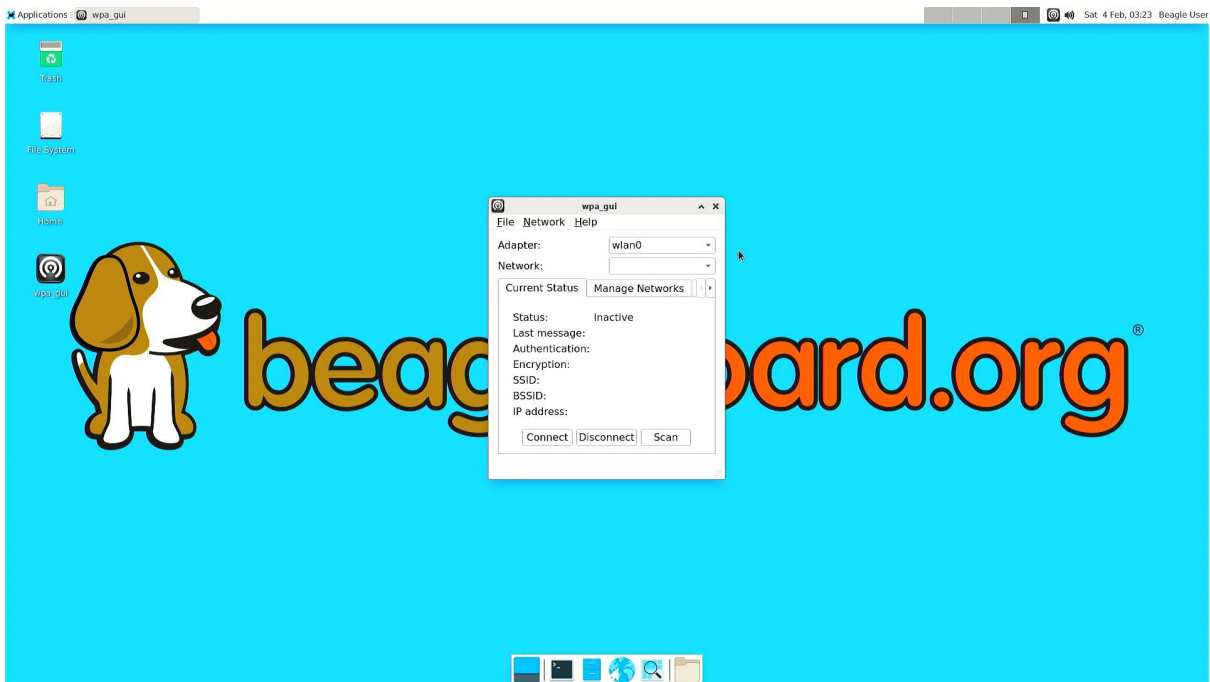 Applications
wpa_gui
Sat 4 Feb, 03:23
Beagle User
Trash
File System
Home
wpa_gui
wpa_gui
File Network Help
Adapter: wlan0
Network:
Current Status Manage Networks
Status: Inactive
Last message:
Authentication:
Encryption:
SSID:
BSSID:
IP address:
Connect Disconnect Scan
beag
oard.org®